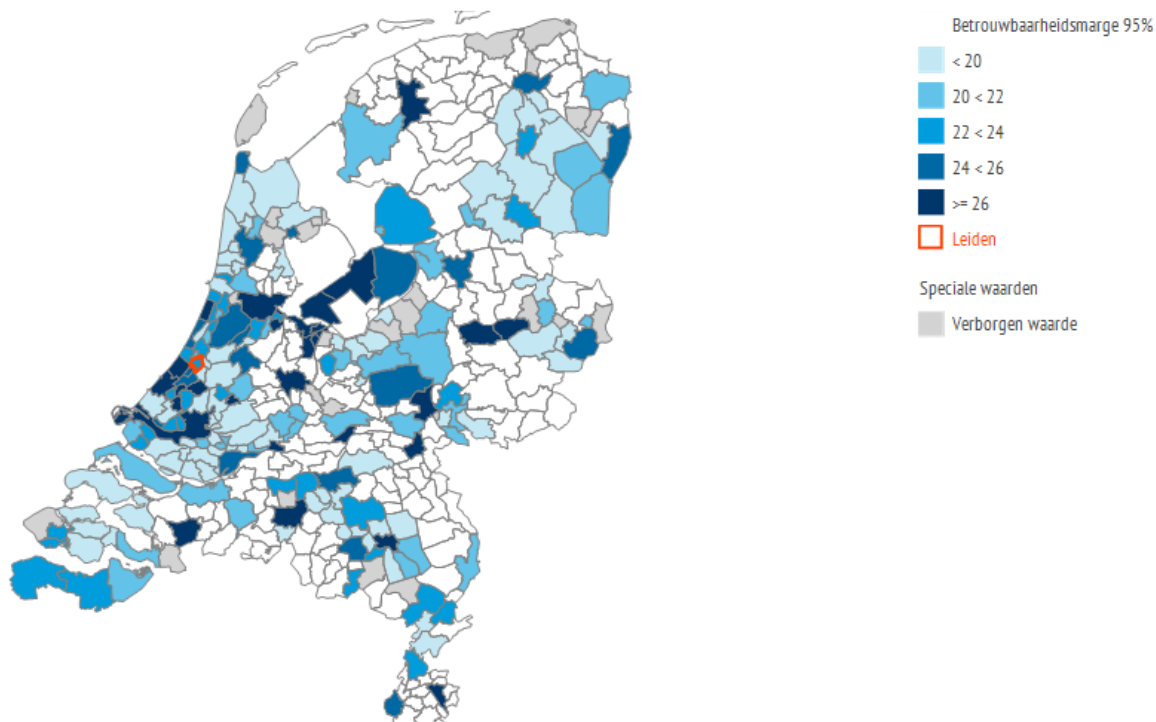 Betrouwbaarheidsmarge 95%
< 20
20 < 22
22 < 24
24 < 26
>= 26
Leiden
Speciale waarden
Verborgen waarde